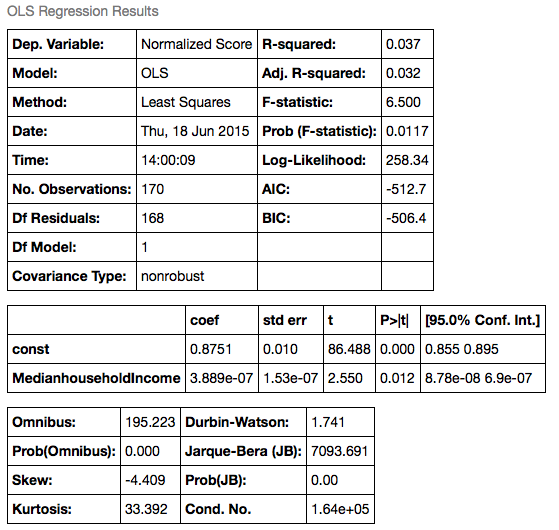 OLS Regression Results
Dep. Variable: Normalized Score R-squared: 0.037
Model: OLS Adj. R-squared: 0.032
Method: Least Squares F-statistic: 6.500
Date: Thu, 18 Jun 2015 Prob (F-statistic): 0.0117
Time: 14:00:09 Log-Likelihood: 258.34
No. Observations: 170 AIC: -512.7
Df Residuals: 168 BIC: -506.4
Df Model: 1
Covariance Type: nonrobust
coef std err t P>|t| [95.0% Conf. Int.]
const 0.8751 0.010 86.488 0.000 0.855 0.895
MedianhouseholdIncome 3.889e-07 1.53e-07 2.550 0.012 8.78e-08 6.9e-07
Omnibus: 195.223 Durbin-Watson: 1.741
Prob(Omnibus): 0.000 Jarque-Bera (JB): 7093.691
Skew: -4.409 Prob(JB): 0.00
Kurtosis: 33.392 Cond. No. 1.64e+05